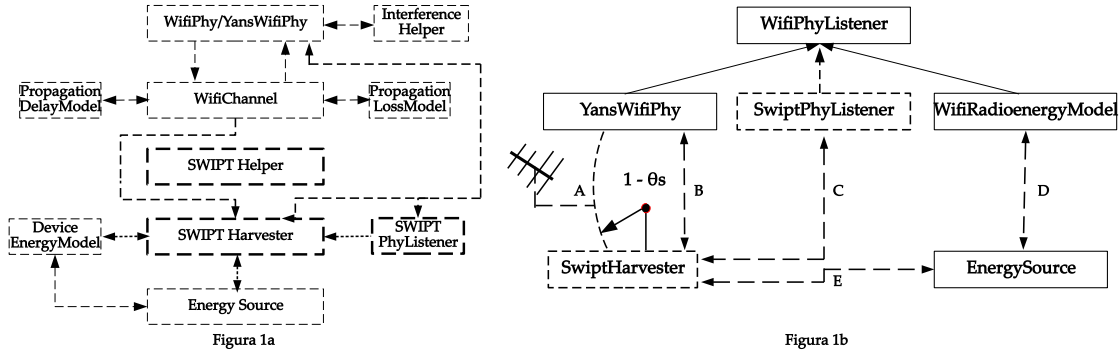 WifiPhy/YansWifiPhy
Interference
Helper
Propagation
DelayModel
WifiChannel
Propagation
LossModel
SWIPT Helper
Device
EnergyModel
SWIPT Harvester
SWIPT
PhyListener
Energy Source
Figura 1a
WifiPhyListener
YansWifiPhy
SwiptPhyListener
WifiRadioenergyModel
1 - θs
A
B
C
D
SwiptHarvester
E
EnergySource
Figura 1b